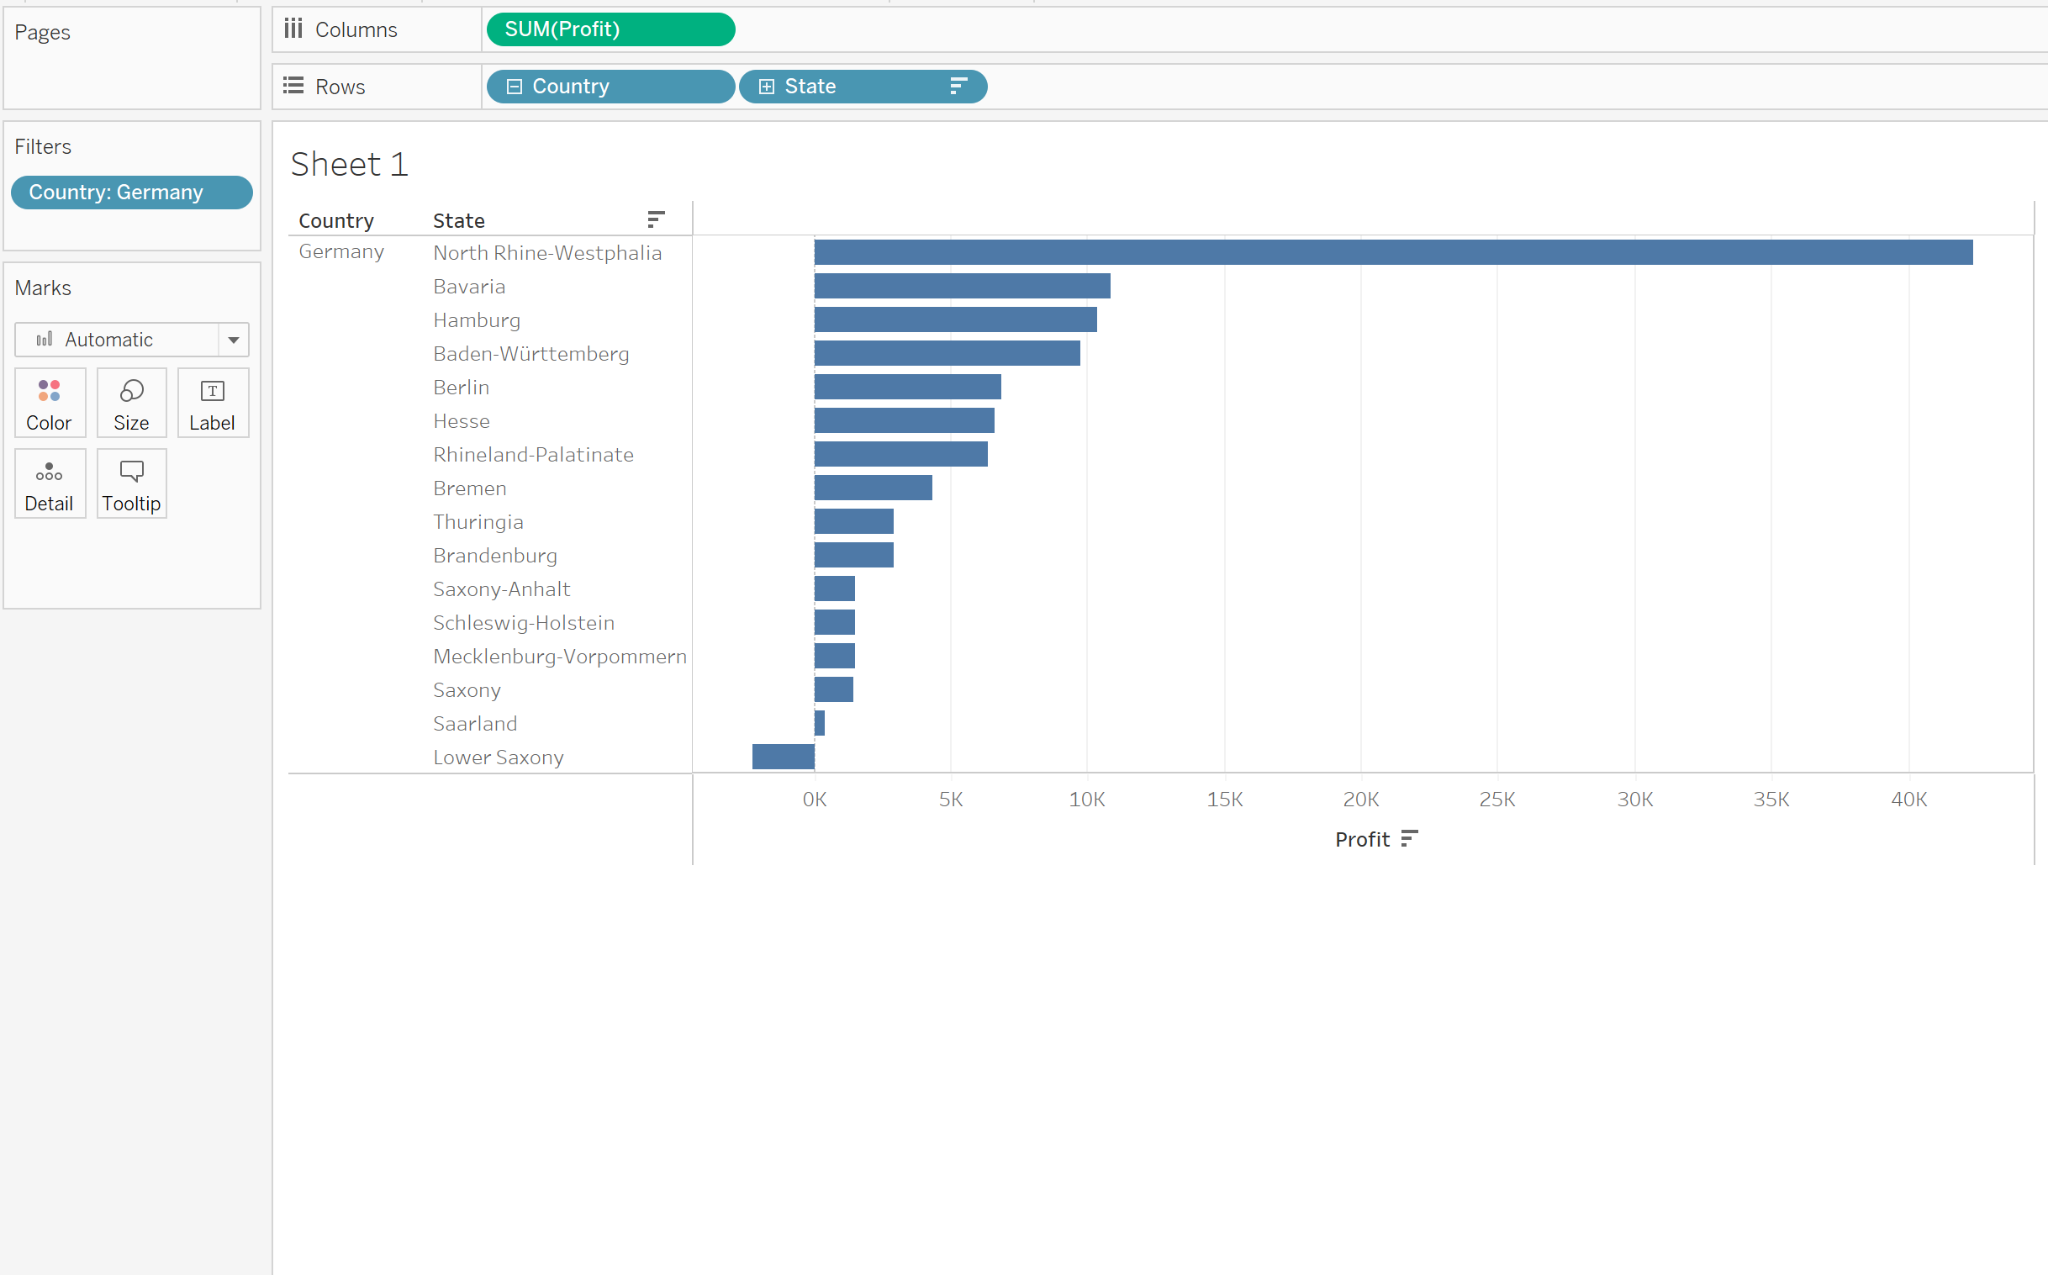 Pages
Columns
SUM(Profit)
Rows
Country
State
Filters
Country: Germany
Marks
Automatic
Color
Size
Label
Detail
Tooltip
Sheet 1
Country
State
Germany
North Rhine-Westphalia
Bavaria
Hamburg
Baden-Württemberg
Berlin
Hesse
Rhineland-Palatinate
Bremen
Thuringia
Brandenburg
Saxony-Anhalt
Schleswig-Holstein
Mecklenburg-Vorpommern
Saxony
Saarland
Lower Saxony
0K 5K 10K 15K 20K 25K 30K 35K 40K
Profit